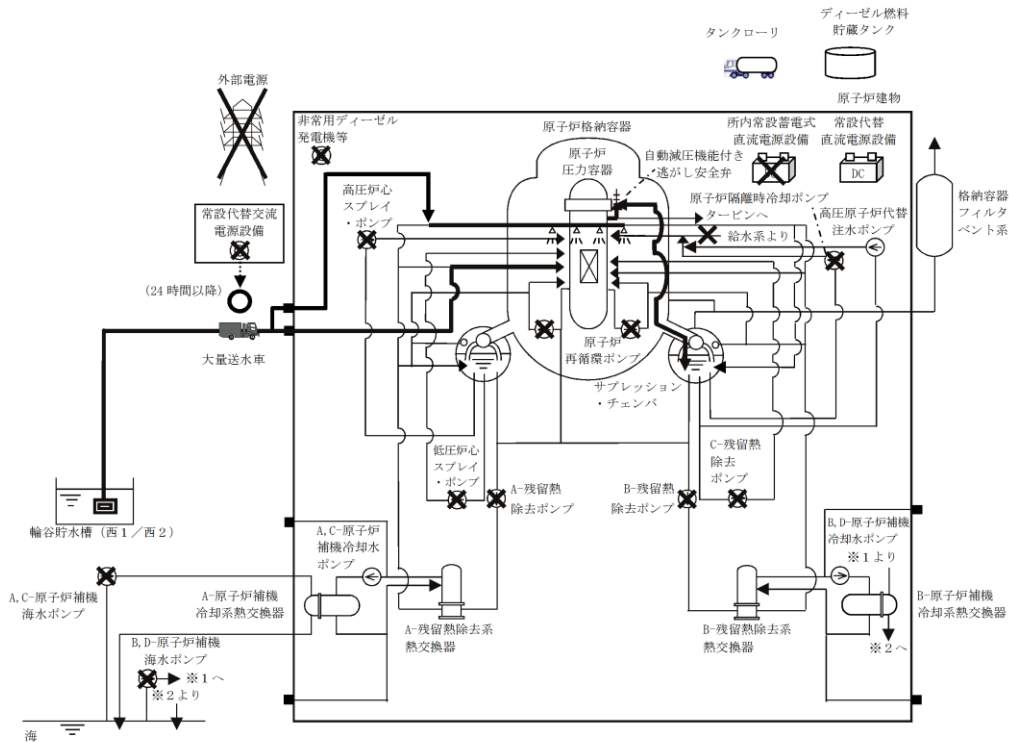 タンクローリ
ディーゼル燃料
貯蔵タンク
外部電源
原子炉建物
非常用ディーゼル
発電機等
原子炉格納容器
所内常設蓄電式
直流電源設備
常設代替
直流電源設備
DC
DC
原子炉
圧力容器
自動減圧機能付き
逃がし安全弁
高圧炉心
スプレイ
・ポンプ
原子炉隔離時冷却ポンプ
タービンへ
高圧原子炉代替
注水ポンプ
格納容器
フィルタ
ベント系
常設代替交流
電源設備
給水系より
(24時間以降)
大量送水車
原子炉
再循環ポンプ
サプレッション
・チェンバ
低圧炉心
スプレイ
・ポンプ
C-残留熱
除去
ポンプ
A-残留熱
除去ポンプ
B-残留熱
除去ポンプ
輪谷貯水槽(西1/西2)
A,C-原子炉
補機冷却水
ポンプ
B,D-原子炉補機
冷却水ポンプ
※1より
A,C-原子炉補機
海水ポンプ
A-原子炉補機
冷却系熱交換器
B-原子炉補機
冷却系熱交換器
A-残留熱除去系
熱交換器
B-残留熱除去系
熱交換器
※2へ
B,D-原子炉補機
海水ポンプ
※1へ
※2より
海